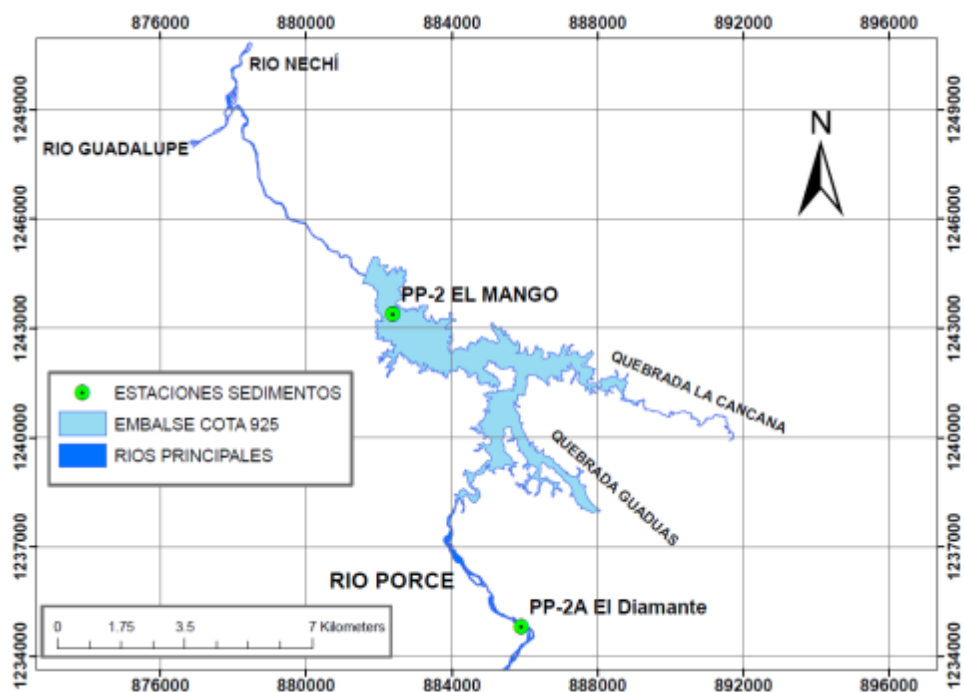 876000 880000 884000 888000 892000 896000
RIO NECHÍ
1249000 1249000
RIO GUADALUPE
N
1246000 1246000
PP-2 EL MANGO
1243000 1243000
QUEBRADA LA CANCANA
ESTACIONES SEDIMENTOS
EMBALSE COTA 925
RIOS PRINCIPALES
1240000 1240000
QUEBRADA GUADUAS
1237000 1237000
RIO PORCE
PP-2A El Diamante
0 1.75 3.5 7 Kilometers
1234000 1234000
876000 880000 884000 888000 892000 896000